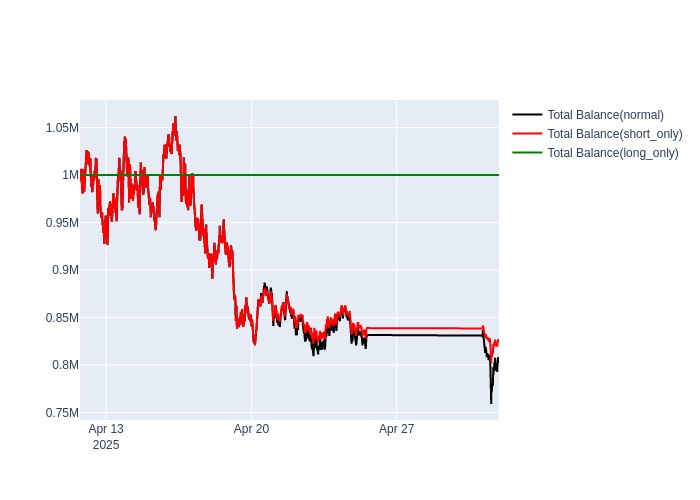 1.05M
1M
0.95M
0.9M
0.85M
0.8M
0.75M
Apr 13
2025
Apr 20
Apr 27
Total Balance(normal)
Total Balance(short_only)
Total Balance(long_only)